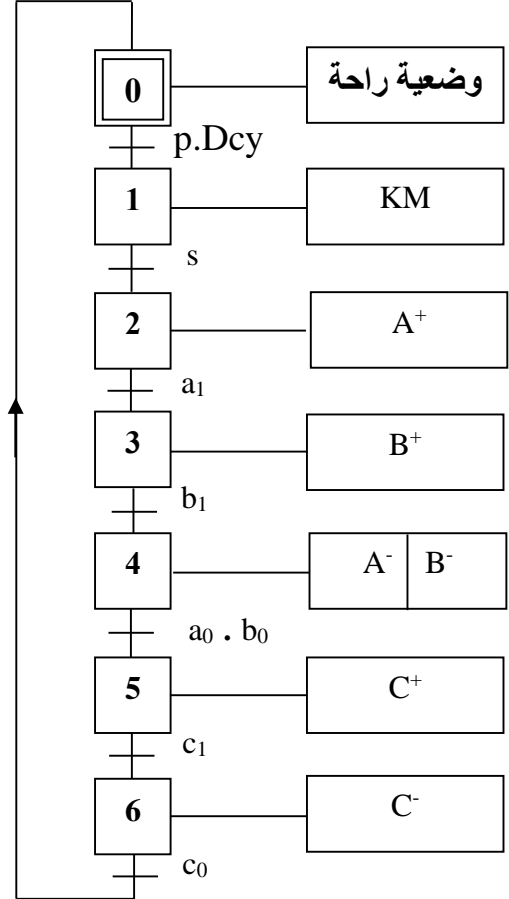 0 وضعية راحة
p.Dcy
1 KM
s
2 A⁺
a₁
3 B⁺
b₁
4 A⁻ B⁻
a₀ . b₀
5 C⁺
c₁
6 C⁻
c₀